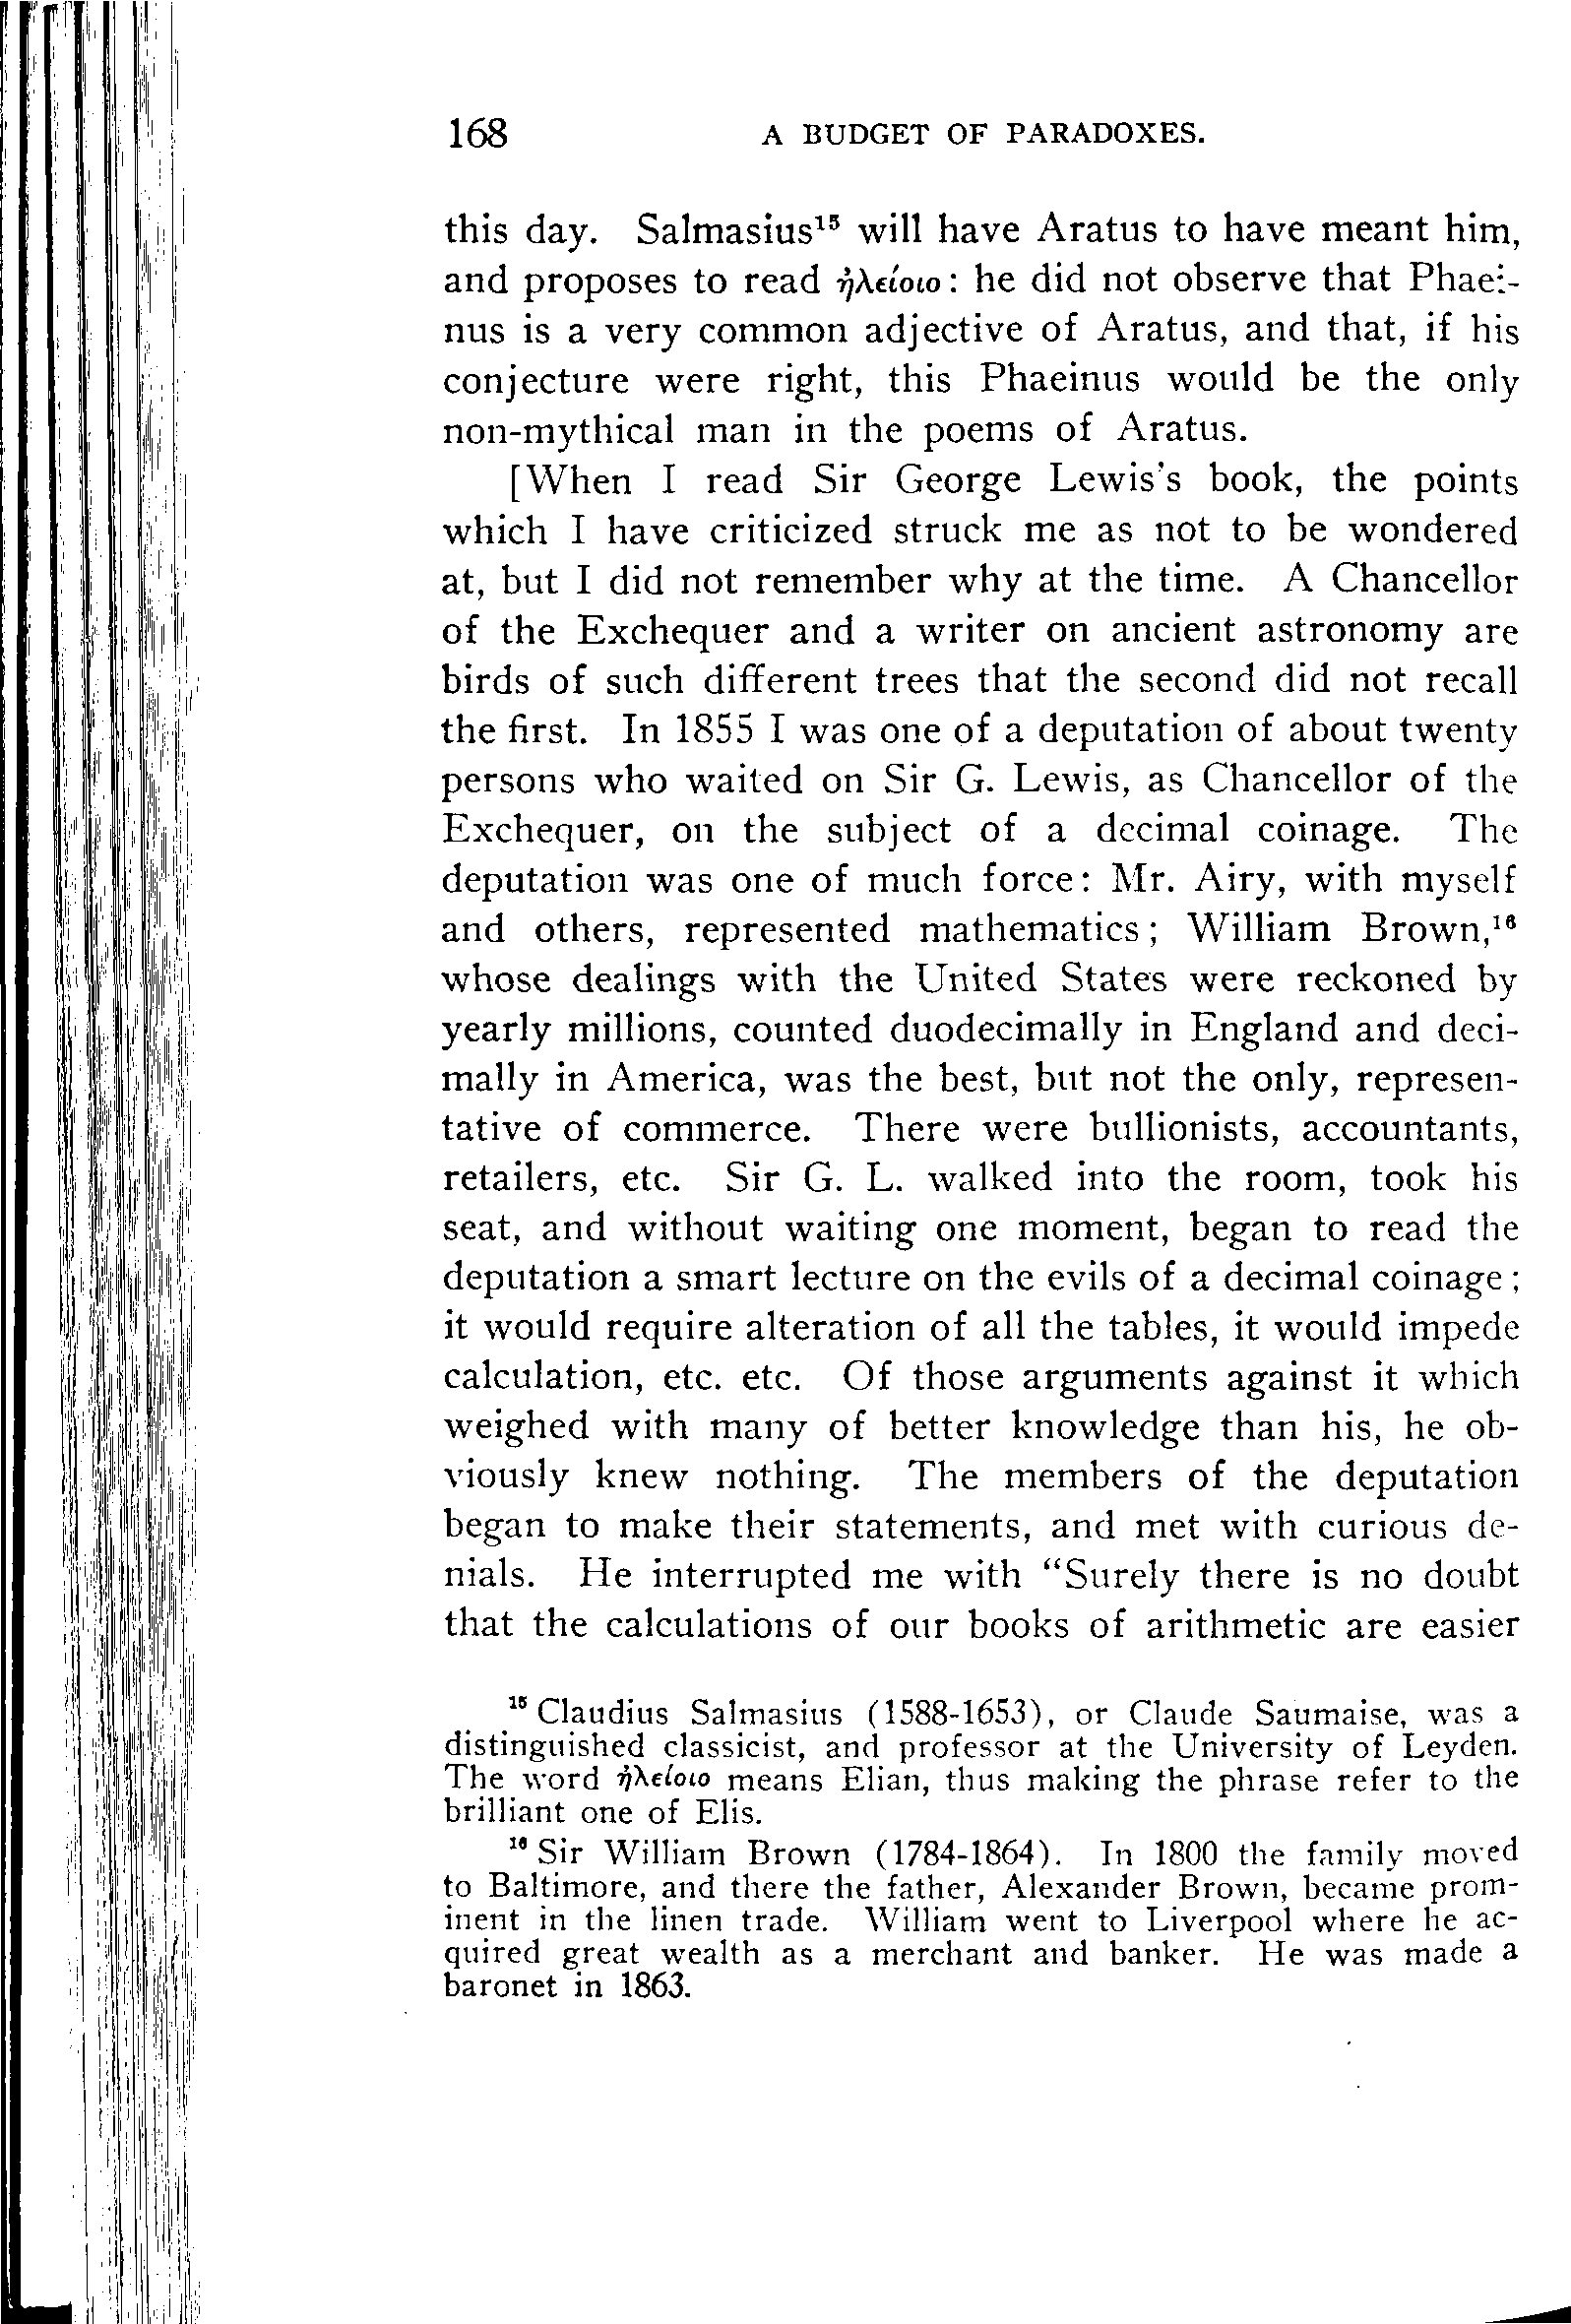 168 A BUDGET OF PARADOXES.
this day. Salmasius¹⁵ will have Aratus to have meant him,
and proposes to read ἠλείοιο: he did not observe that Phaei-
nus is a very common adjective of Aratus, and that, if his
conjecture were right, this Phaeinus would be the only
non-mythical man in the poems of Aratus.
[When I read Sir George Lewis's book, the points
which I have criticized struck me as not to be wondered
at, but I did not remember why at the time. A Chancellor
of the Exchequer and a writer on ancient astronomy are
birds of such different trees that the second did not recall
the first. In 1855 I was one of a deputation of about twenty
persons who waited on Sir G. Lewis, as Chancellor of the
Exchequer, on the subject of a decimal coinage. The
deputation was one of much force: Mr. Airy, with myself
and others, represented mathematics; William Brown,¹⁶
whose dealings with the United States were reckoned by
yearly millions, counted duodecimally in England and deci-
mally in America, was the best, but not the only, represen-
tative of commerce. There were bullionists, accountants,
retailers, etc. Sir G. L. walked into the room, took his
seat, and without waiting one moment, began to read the
deputation a smart lecture on the evils of a decimal coinage;
it would require alteration of all the tables, it would impede
calculation, etc. etc. Of those arguments against it which
weighed with many of better knowledge than his, he ob-
viously knew nothing. The members of the deputation
began to make their statements, and met with curious de-
nials. He interrupted me with "Surely there is no doubt
that the calculations of our books of arithmetic are easier
¹⁵ Claudius Salmasius (1588-1653), or Claude Saumaise, was a
distinguished classicist, and professor at the University of Leyden.
The word ἠλείοιο means Elian, thus making the phrase refer to the
brilliant one of Elis.
¹⁶ Sir William Brown (1784-1864). In 1800 the family moved
to Baltimore, and there the father, Alexander Brown, became prom-
inent in the linen trade. William went to Liverpool where he ac-
quired great wealth as a merchant and banker. He was made a
baronet in 1863.